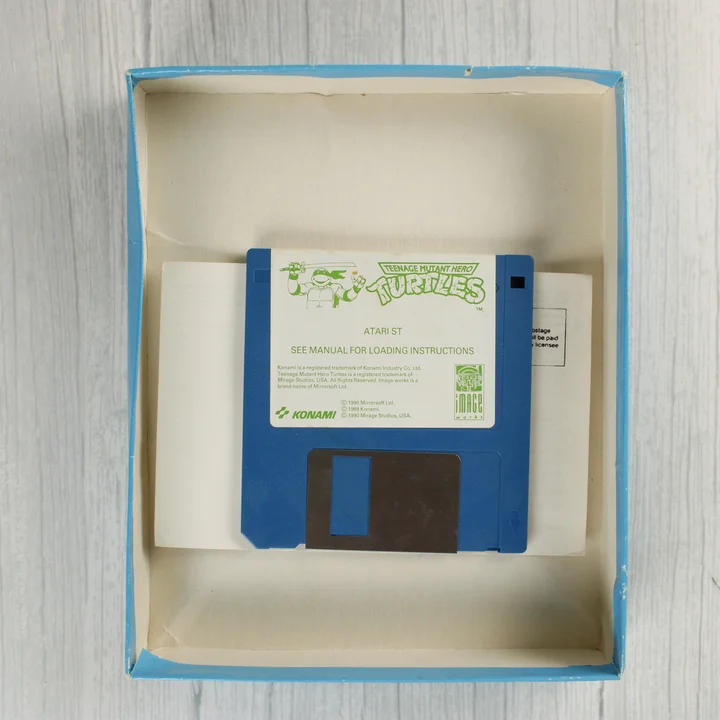 TEENAGE MUTANT HERO
TURTLES
TM
ATARI ST
SEE MANUAL FOR LOADING INSTRUCTIONS
Konami is a registered trademark of Konami Industry Co. Ltd.
Teenage Mutant Hero Turtles is a registered trademark of
Mirage Studios, USA. All Rights Reserved. Image works is a
brand name of Mirrorsoft Ltd.
KONAMI
© 1990 Mirrorsoft Ltd.
© 1989 Konami.
© 1990 Mirage Studios, USA.
IMAGE
works
ostage
ll be paid
licensee